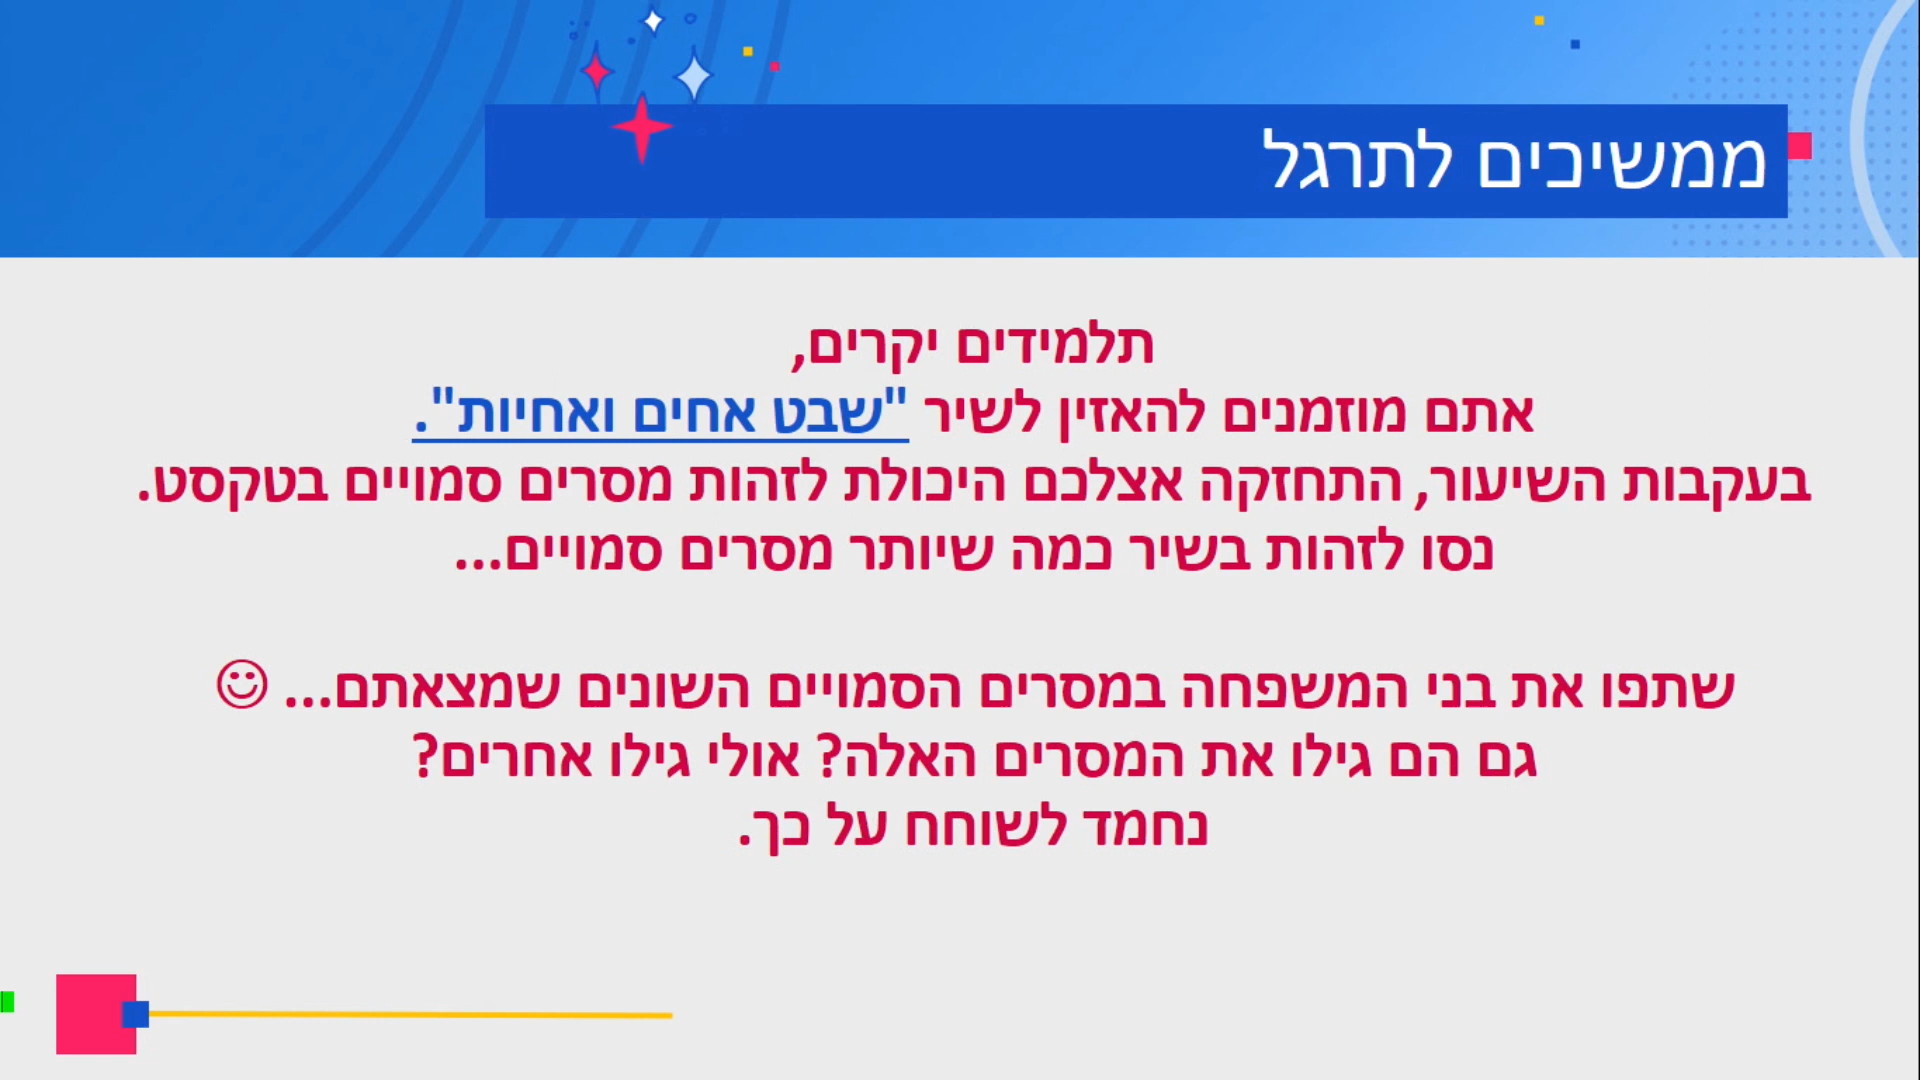 ממשיכים לתרגל
תלמידים יקרים,
אתם מוזמנים להאזין לשיר "שבט אחים ואחיות".
בעקבות השיעור, התחזקה אצלכם היכולת לזהות מסרים סמויים בטקסט.
נסו לזהות בשיר כמה שיותר מסרים סמויים...
שתפו את בני המשפחה במסרים הסמויים השונים שמצאתם... ☺
גם הם גילו את המסרים האלה? אולי גילו אחרים?
נחמד לשוחח על כך.